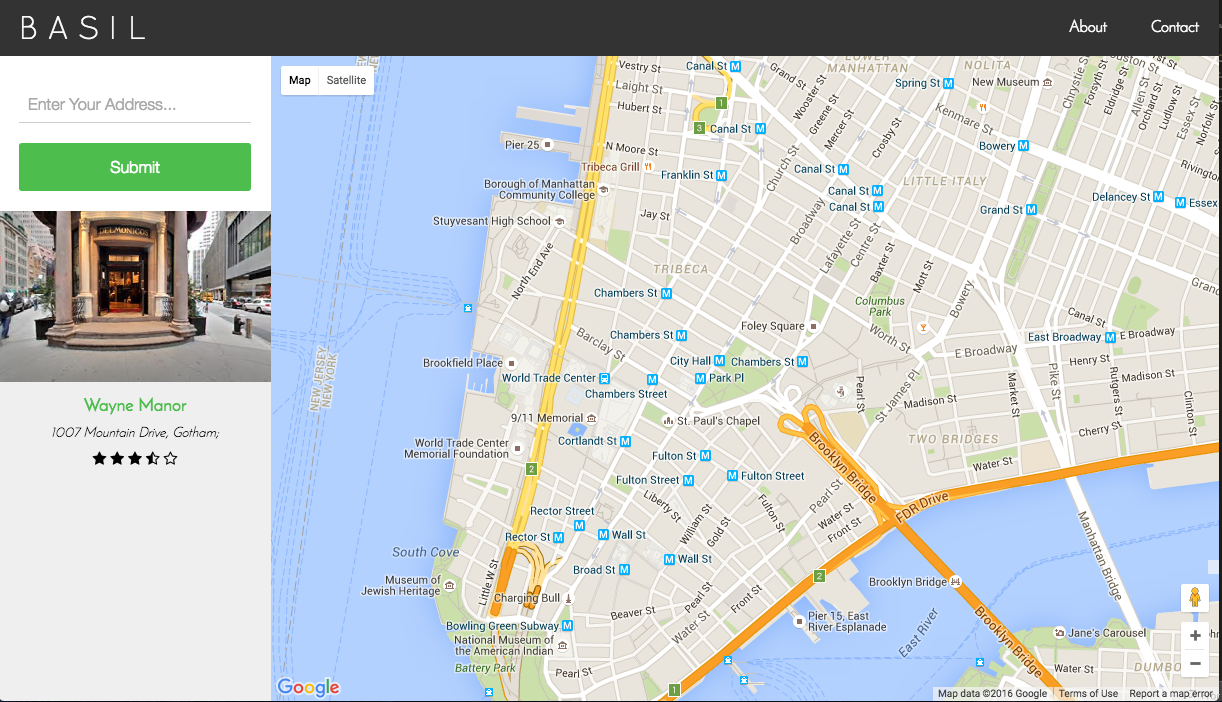 BASIL
About
Contact
Enter Your Address...
Submit
DELMONICO'S
Wayne Manor
1007 Mountain Drive, Gotham;
Map
Satellite
Canal St
LOWER
MANHATTAN
NOLITA
Vestry St
Laight St
Hubert St
Grand St
Wooster St
Greene St
Mercer St
Crosby St
Spring St
New Museum
Kenmare St
Chrystie St
Forsyth St
Eldridge St
Allen St
Orchard St
Ludlow St
Essex St
Norfolk St
1
3
Canal St
Pier 25
N Moore St
Tribeca Grill
Franklin St
Church St
Canal St
Canal St
Canal St
Bowery
LITTLE ITALY
Rivington
Borough of Manhattan
Community College
Stuyvesant High School
Jay St
Broadway
Lafayette St
Centre St
Baxter St
Mott St
Grand St
Delancey St
Essex
North End Ave
TRIBECA
Chambers St
Columbus
Park
Bowery
Grand
Canal St
Barclay St
Chambers St
Foley Square
Worth St
E Broadway
East Broadway
E Broadway
Henry St
Madison St
Brookfield Place
City Hall
Chambers St
World Trade Center
Park Pl
Chambers Street
Pearl St
St James Pl
Madison St
Market St
Pike St
Rutgers St
Clinton St
Cherry St
NEW JERSEY
NEW YORK
9/11 Memorial
St. Paul's Chapel
Cortlandt St
World Trade Center
Memorial Foundation
TWO BRIDGES
Water St
2
Fulton St
Fulton Street
Fulton Street
Brooklyn Bridge
FDR Drive
Liberty St
William St
Gold St
Fulton St
Pearl St
Water St
Front St
Rector Street
Rector St
Wall St
Wall St
Broad St
South Cove
Museum of
Jewish Heritage
Little W St
Charging Bull
Beaver St
Pearl St
Water St
Front St
2
Manhattan Bridge
Brooklyn Bridge
Pier 15, East
River Esplanade
East River
Brooklyn Bridge
Bowling Green Subway
National Museum of
the American Indian
Battery Park
Pearl St
1
Jane's Carousel
Water St
DUMBO
Google
Map data ©2016 Google
Terms of Use
Report a map error